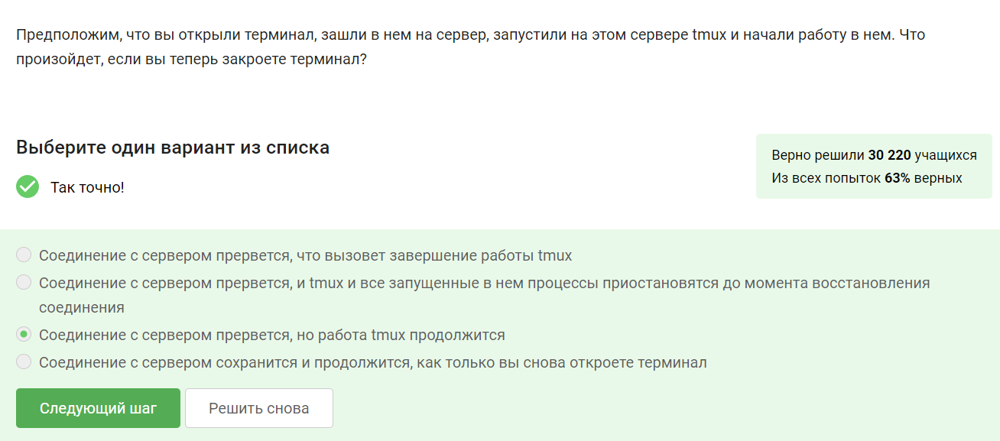 Предположим, что вы открыли терминал, зашли в нем на сервер, запустили на этом сервере tmux и начали работу в нем. Что
произойдет, если вы теперь закроете терминал?
Выберите один вариант из списка
Так точно!
Верно решили 30 220 учащихся
Из всех попыток 63% верных
Соединение с сервером прервется, что вызовет завершение работы tmux
Соединение с сервером прервется, и tmux и все запущенные в нем процессы приостановятся до момента восстановления
соединения
Соединение с сервером прервется, но работа tmux продолжится
Соединение с сервером сохранится и продолжится, как только вы снова откроете терминал
Следующий шаг
Решить снова